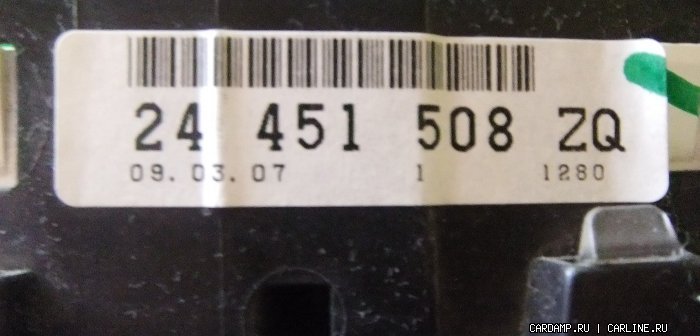 24 451 508 ZQ
09.03.07 1 1280
CARDAMP.RU | CARLINE.RU